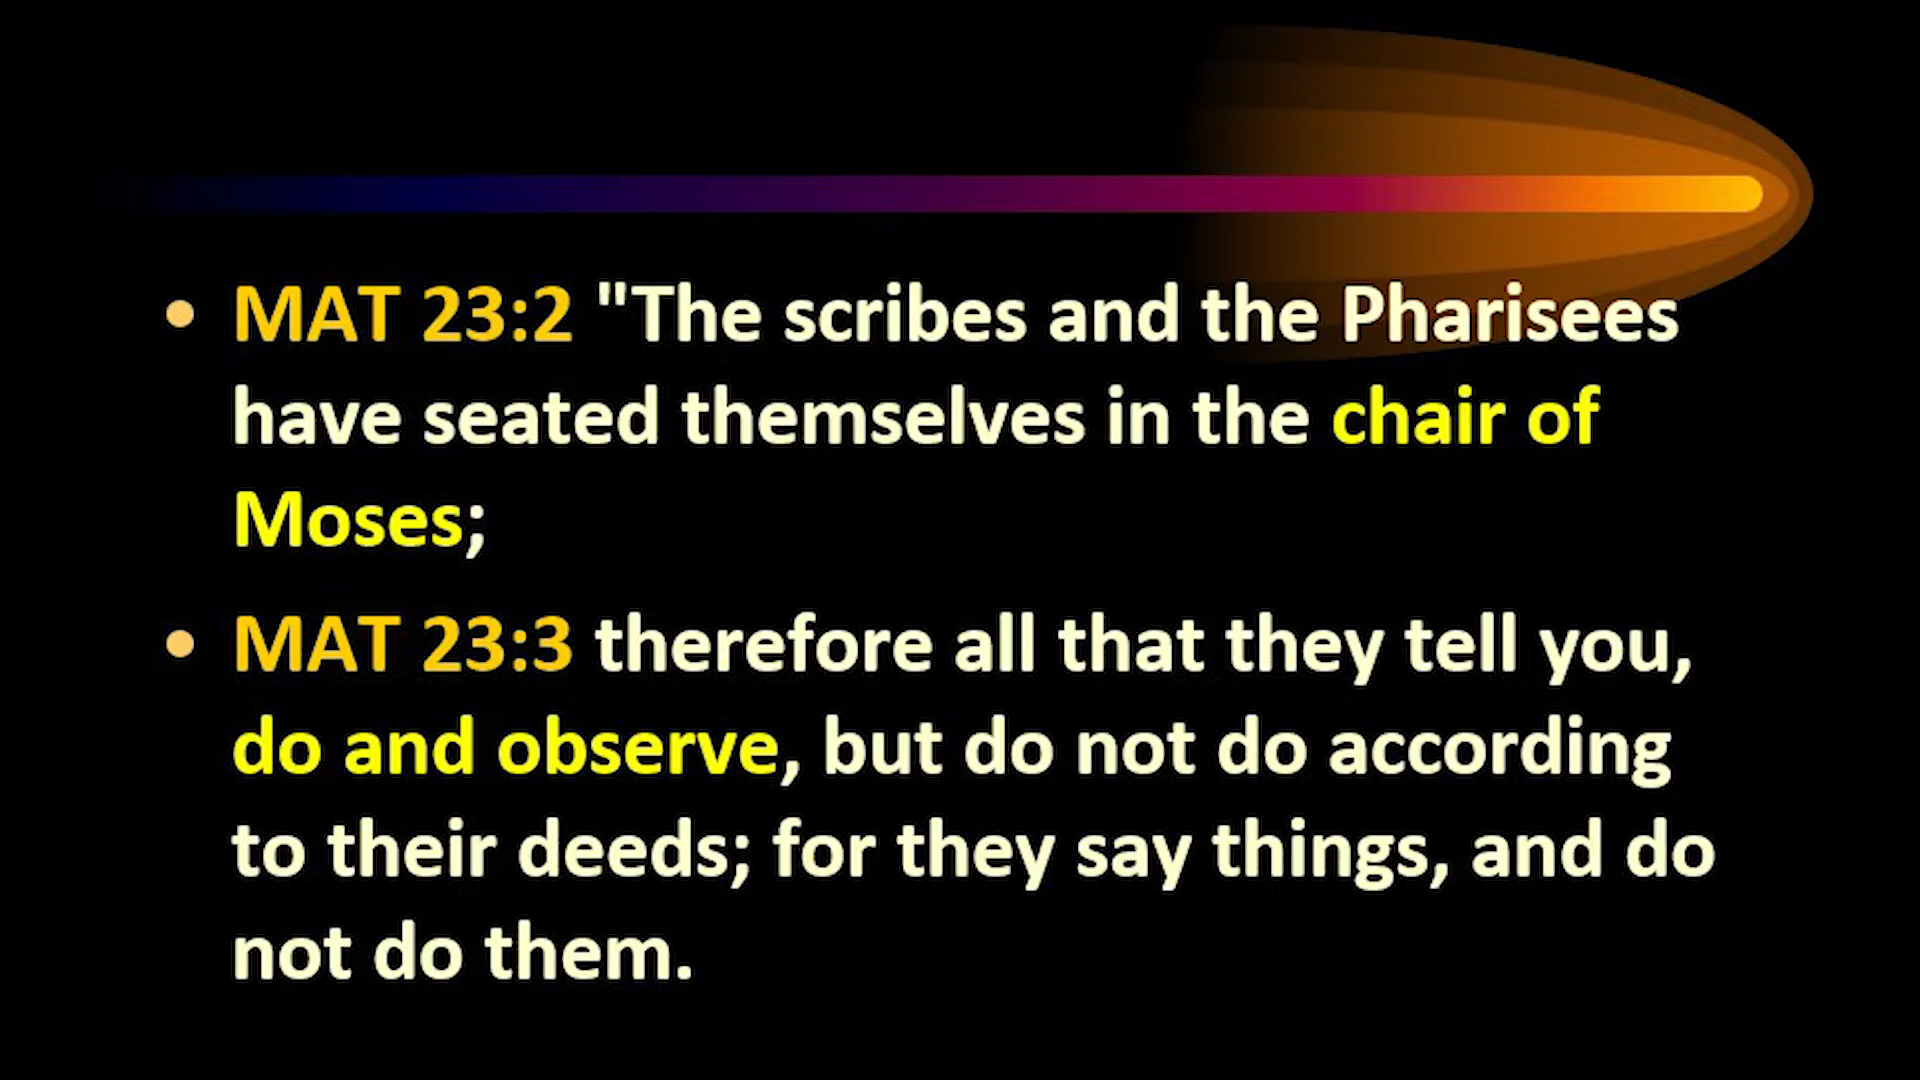 • MAT 23:2 "The scribes and the Pharisees
have seated themselves in the chair of
Moses;
• MAT 23:3 therefore all that they tell you,
do and observe, but do not do according
to their deeds; for they say things, and do
not do them.